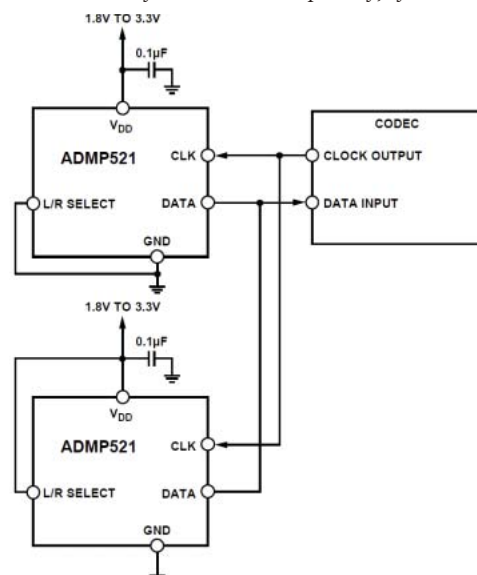 1.8V TO 3.3V
0.1µF
VDD
ADMP521
CLK
L/R SELECT
DATA
GND
CODEC
CLOCK OUTPUT
DATA INPUT
1.8V TO 3.3V
0.1µF
VDD
ADMP521
CLK
L/R SELECT
DATA
GND